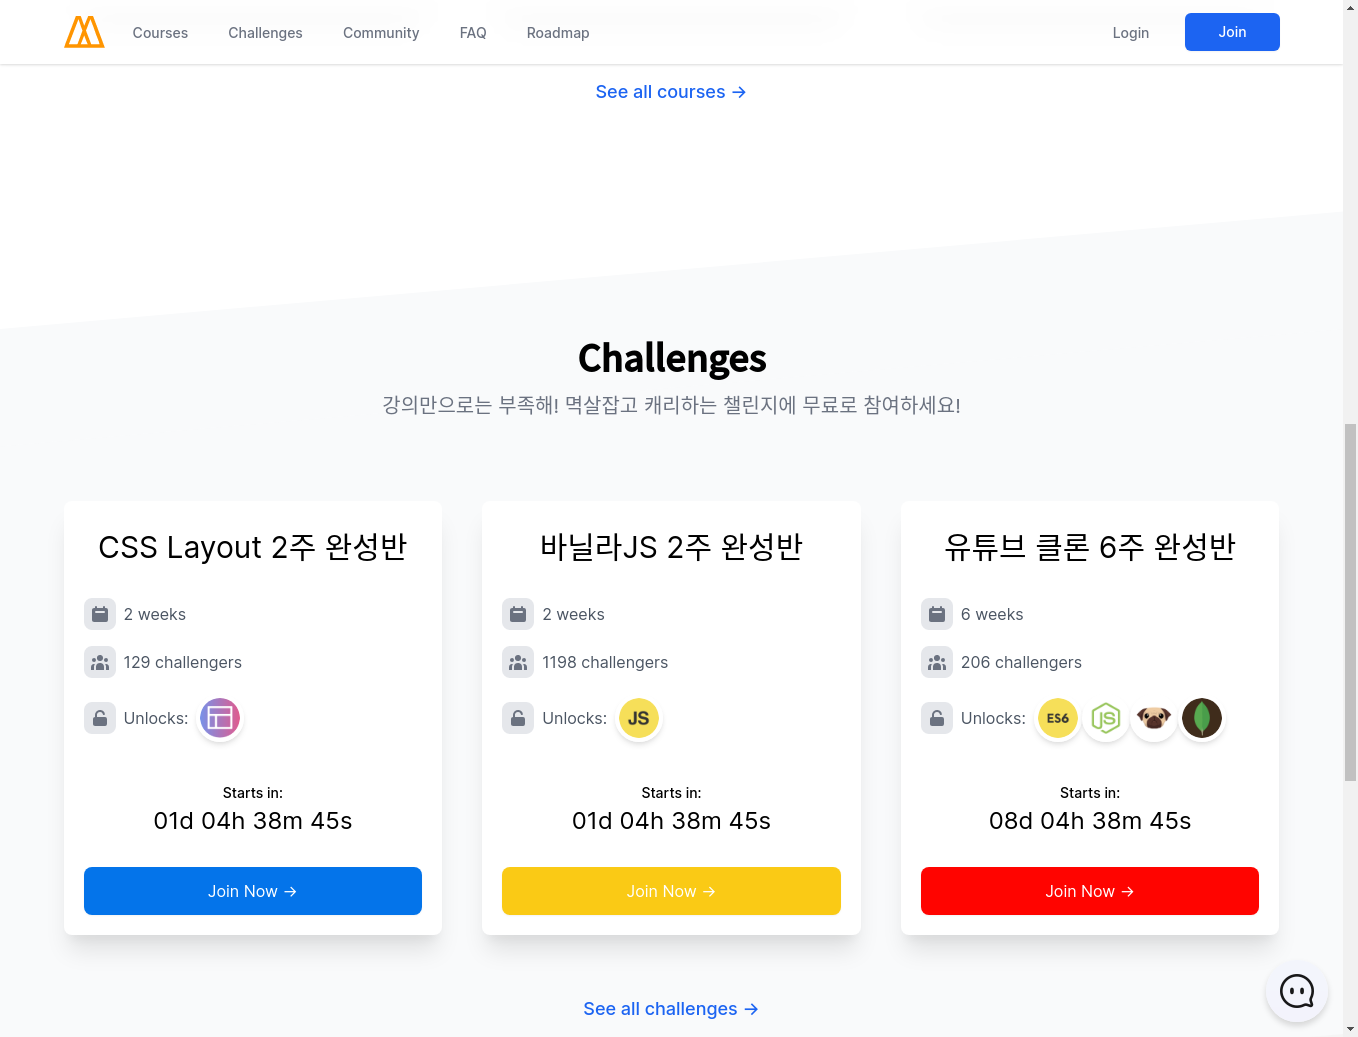 Courses Challenges Community FAQ Roadmap Login Join
See all courses →
Challenges
강의만으로는 부족해! 멱살잡고 캐리하는 챌린지에 무료로 참여하세요!
CSS Layout 2주 완성반
2 weeks
129 challengers
Unlocks:
Starts in:
01d 04h 38m 45s
Join Now →
바닐라JS 2주 완성반
2 weeks
1198 challengers
Unlocks: JS
Starts in:
01d 04h 38m 45s
Join Now →
유튜브 클론 6주 완성반
6 weeks
206 challengers
Unlocks: ES6 JS
Starts in:
08d 04h 38m 45s
Join Now →
See all challenges →